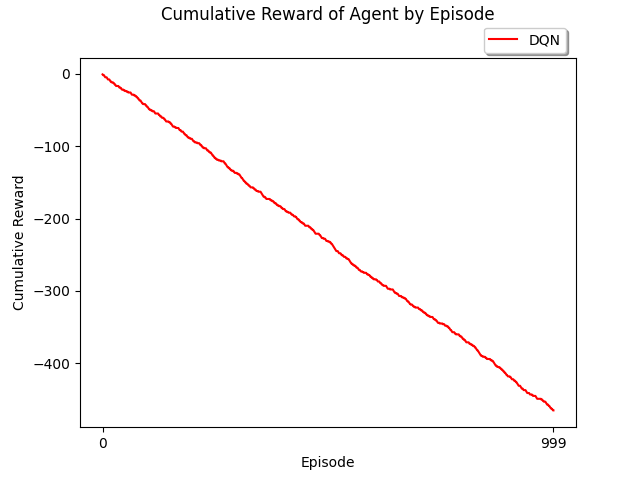 Cumulative Reward of Agent by Episode
DQN
0
−100
−200
−300
−400
Cumulative Reward
0
999
Episode